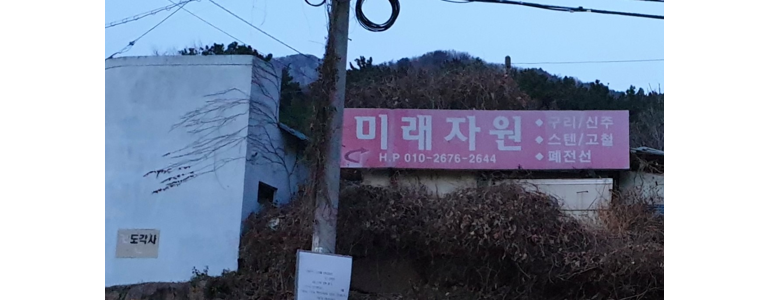 미래자원
H.P 010-2676-2644
◆ 구리/신주
◆ 스텐/고철
◆ 폐전선
도각사